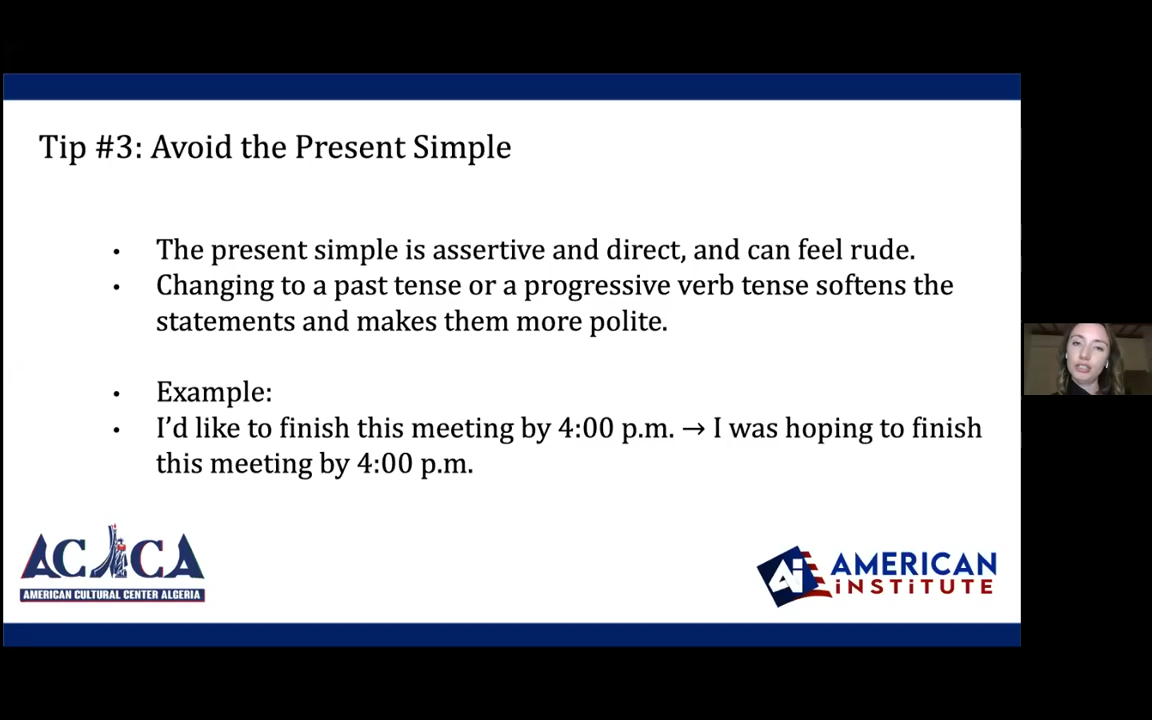 Tip #3: Avoid the Present Simple
• The present simple is assertive and direct, and can feel rude.
• Changing to a past tense or a progressive verb tense softens the
statements and makes them more polite.
• Example:
• I’d like to finish this meeting by 4:00 p.m. → I was hoping to finish
this meeting by 4:00 p.m.
ACCA
AMERICAN CULTURAL CENTER ALGERIA
Ai AMERICAN
iNSTiTUTE